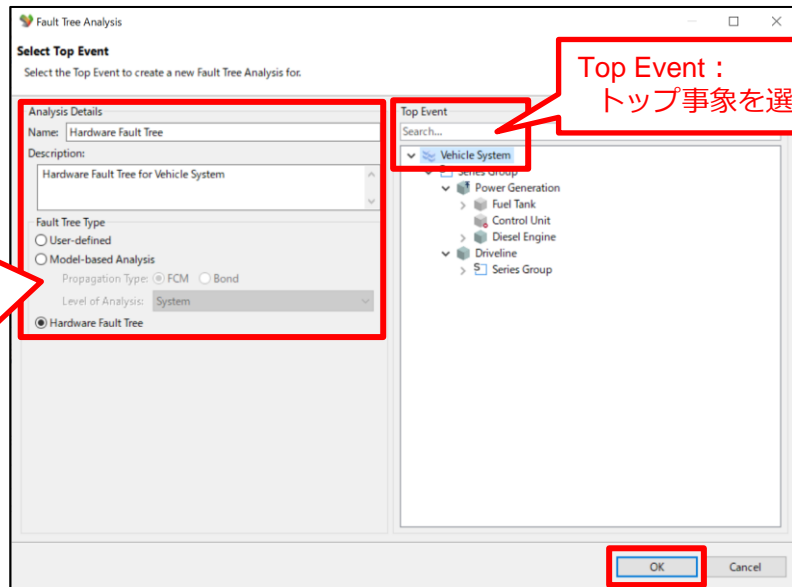 Fault Tree Analysis
Select Top Event
Select the Top Event to create a new Fault Tree Analysis for.
Top Event：
トップ事象を選
Analysis Details
Name: Hardware Fault Tree
Description:
Hardware Fault Tree for Vehicle System
Fault Tree Type
User-defined
Model-based Analysis
Propagation Type: FCM Bond
Level of Analysis: System
Hardware Fault Tree
Top Event
Search...
Vehicle System
Series Group
Power Generation
Fuel Tank
Control Unit
Diesel Engine
Driveline
Series Group
OK Cancel